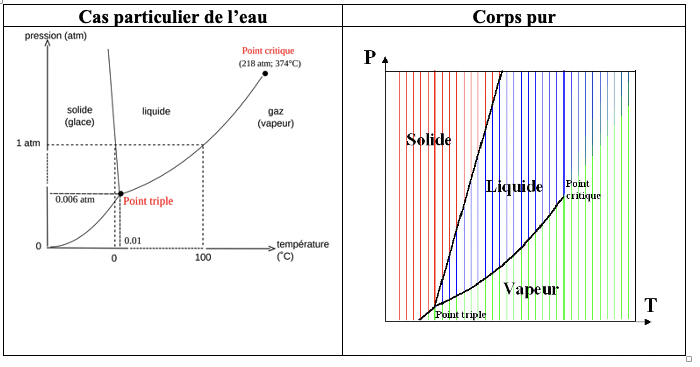 Cas particulier de l’eau
Corps pur
pression (atm)
Point critique
(218 atm; 374°C)
solide
(glace)
liquide
gaz
(vapeur)
1 atm
0.006 atm
Point triple
0.01
0
0
100
température
(˚C)
P
Solide
Liquide
Point
critique
Vapeur
Point triple
T